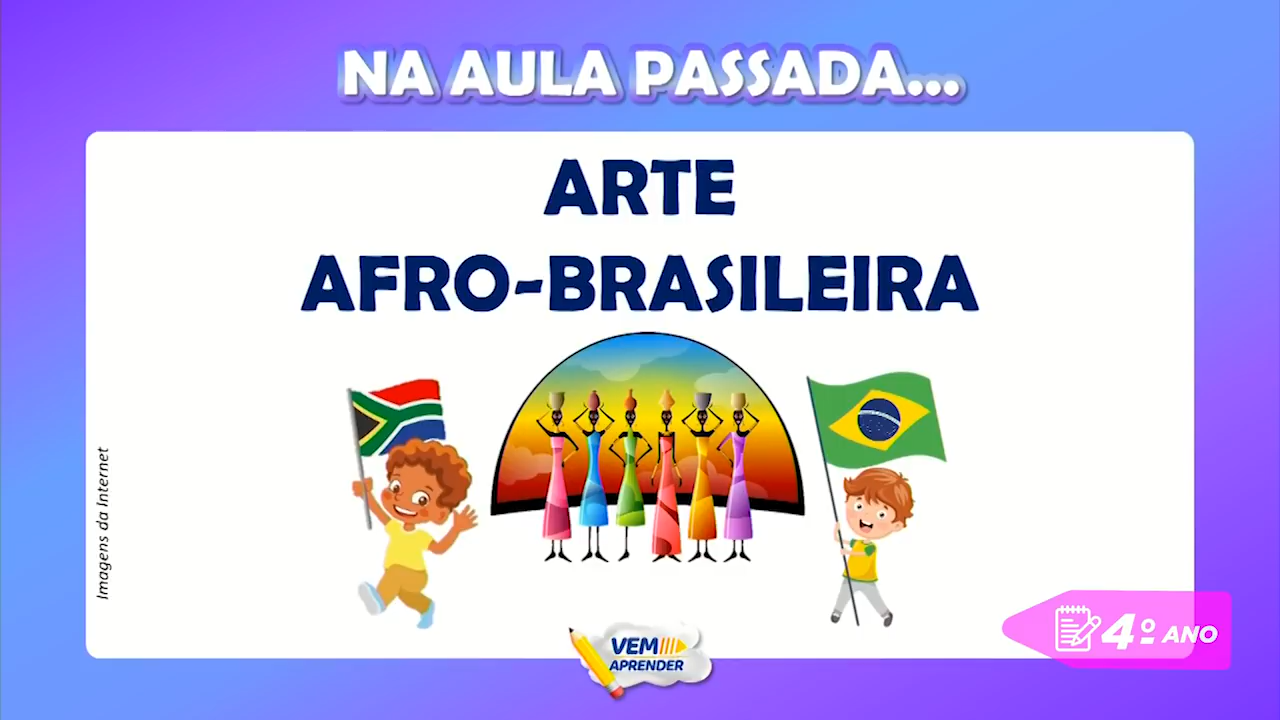 NA AULA PASSADA...
ARTE
AFRO-BRASILEIRA
Imagens da Internet
VEM
APRENDER
4º ANO